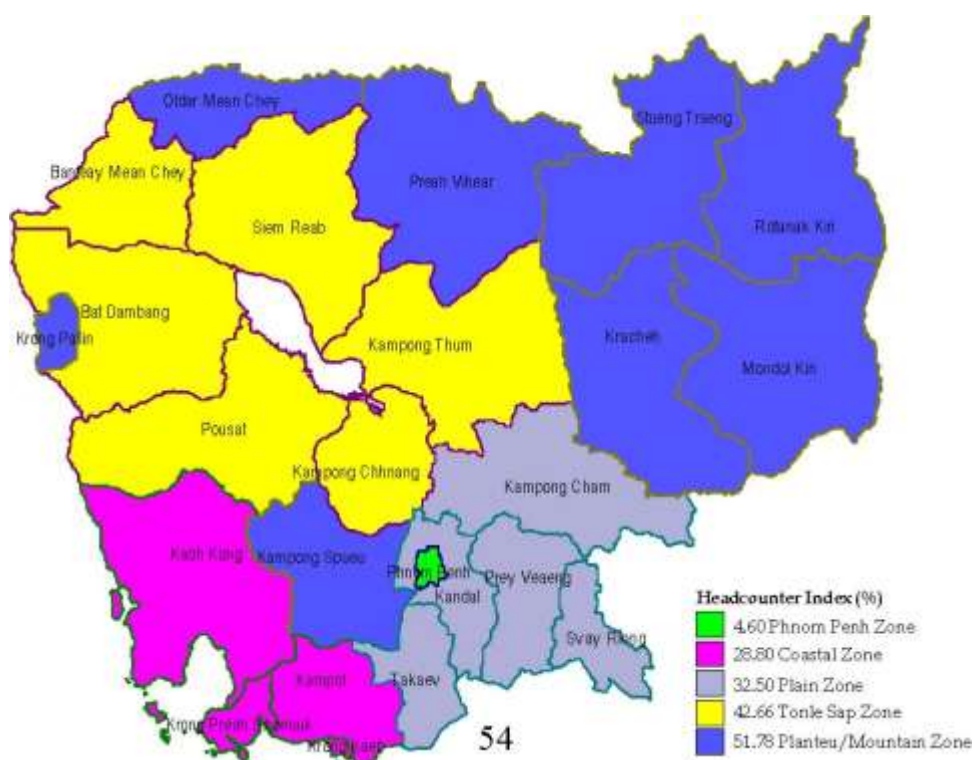 Otdar Mean Chey
Stueng Traeng
Banteay Mean Chey
Preah Vihear
Siem Reab
Rotanak Kiri
Bat Dambang
Krong Pailin
Kampong Thum
Kracheh
Mondol Kiri
Pousat
Kampong Chhnang
Kampong Cham
Kaoh Kong
Kampong Spueu
Phnom Penh
Prey Veaeng
Kandal
Svay Rieng
Kampot
Takaev
Headcounter Index (%)
4.60 Phnom Penh Zone
28.80 Coastal Zone
32.50 Plain Zone
42.66 Tonle Sap Zone
51.78 Planteu/Mountain Zone
54